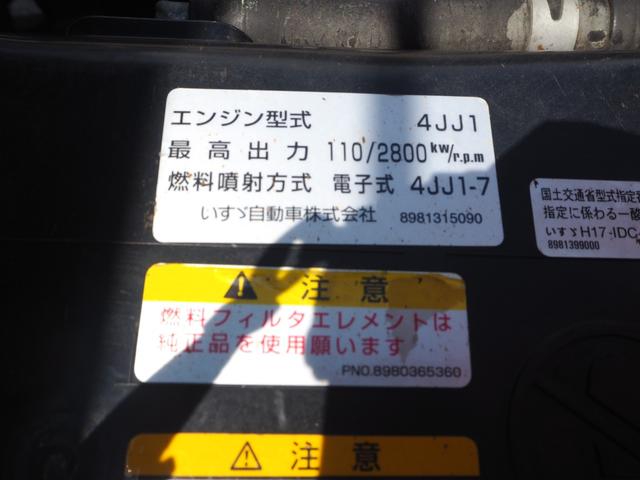 エンジン型式 4JJ1
最高出力 110/2800kw/r.p.m
燃料噴射方式 電子式 4JJ1-7
いすゞ自動車株式会社 8981315090
国土交通省型式指定
指定に係わる一酸
いすゞH17-IDC-
8981399000
注意
燃料フィルタエレメントは
純正品を使用願います
PNO.8980365360
注意